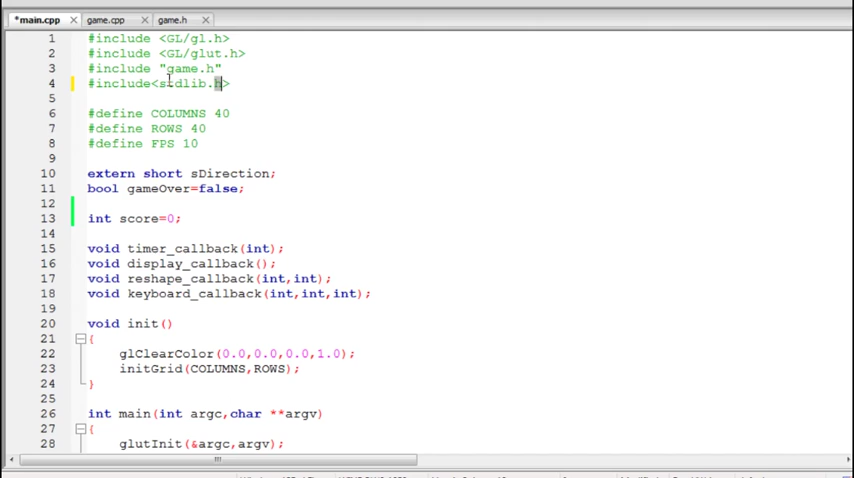 *main.cpp game.cpp game.h
1 #include <GL/gl.h>
2 #include <GL/glut.h>
3 #include "game.h"
4 #include<stdlib.h>
5
6 #define COLUMNS 40
7 #define ROWS 40
8 #define FPS 10
9
10 extern short sDirection;
11 bool gameOver=false;
12
13 int score=0;
14
15 void timer_callback(int);
16 void display_callback();
17 void reshape_callback(int,int);
18 void keyboard_callback(int,int,int);
19
20 void init()
21 {
22 glClearColor(0.0,0.0,0.0,1.0);
23 initGrid(COLUMNS,ROWS);
24 }
25
26 int main(int argc,char **argv)
27 {
28 glutInit(&argc,argv);